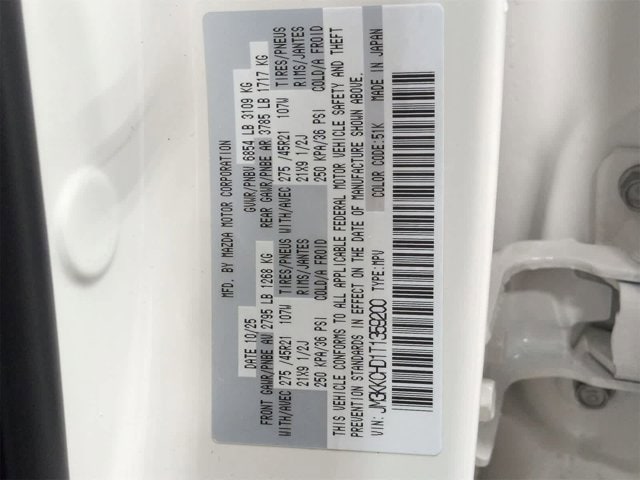 MFD. BY MAZDA MOTOR CORPORATION
DATE 10/25 GVWR/PNBV 6854 LB 3109 KG
FRONT GAWR/PNBE AV 2795 LB 1268 KG REAR GAWR/PNBE AR 3785 LB 1717 KG
WITH/AVEC 275 /45R21 107W TIRES/PNEUS WITH/AVEC 275 /45R21 107W TIRES/PNEUS
21X9 1/2J RIMS/JANTES 21X9 1/2J RIMS/JANTES
250 KPA/36 PSI COLD/A FROID 250 KPA/36 PSI COLD/A FROID
THIS VEHICLE CONFORMS TO ALL APPLICABLE FEDERAL MOTOR VEHICLE SAFETY AND THEFT
PREVENTION STANDARDS IN EFFECT ON THE DATE OF MANUFACTURE SHOWN ABOVE.
VIN: JM3KKCHD1T1359200 TYPE:MPV COLOR CODE:51K MADE IN JAPAN